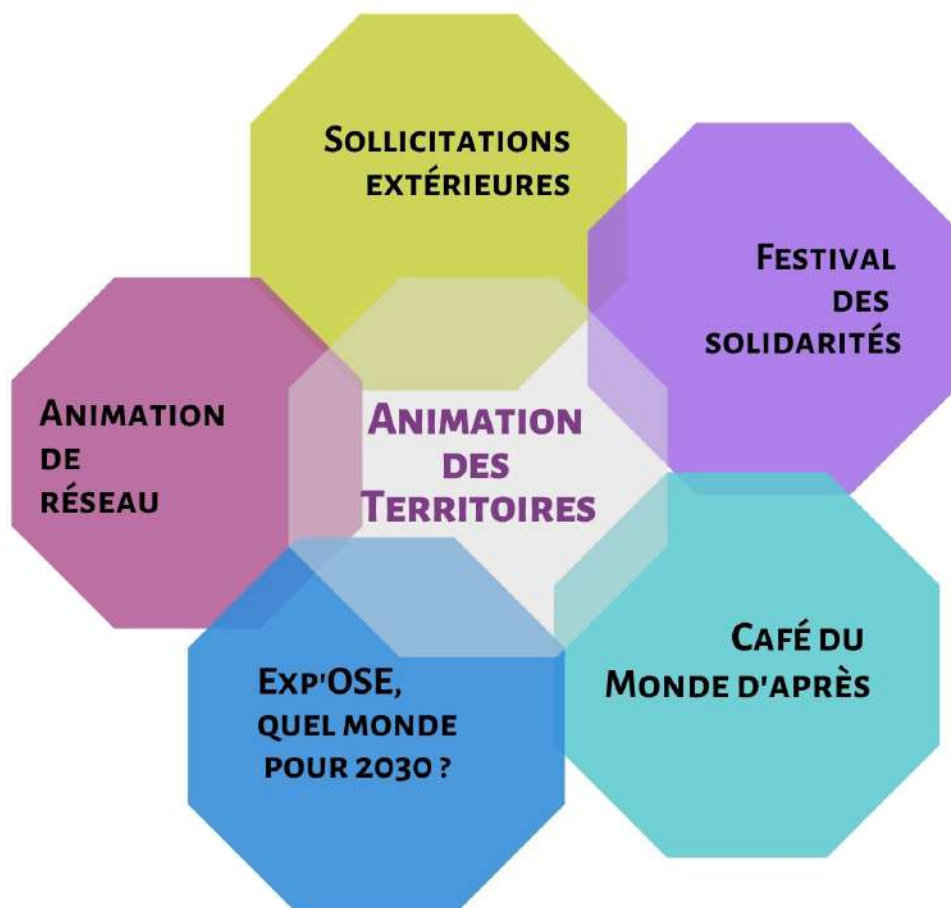 Sollicitations
extérieures
Festival
des
solidarités
Animation
de
réseau
Animation
des
Territoires
Café du
Monde d'après
Exp'OSE,
quel monde
pour 2030 ?